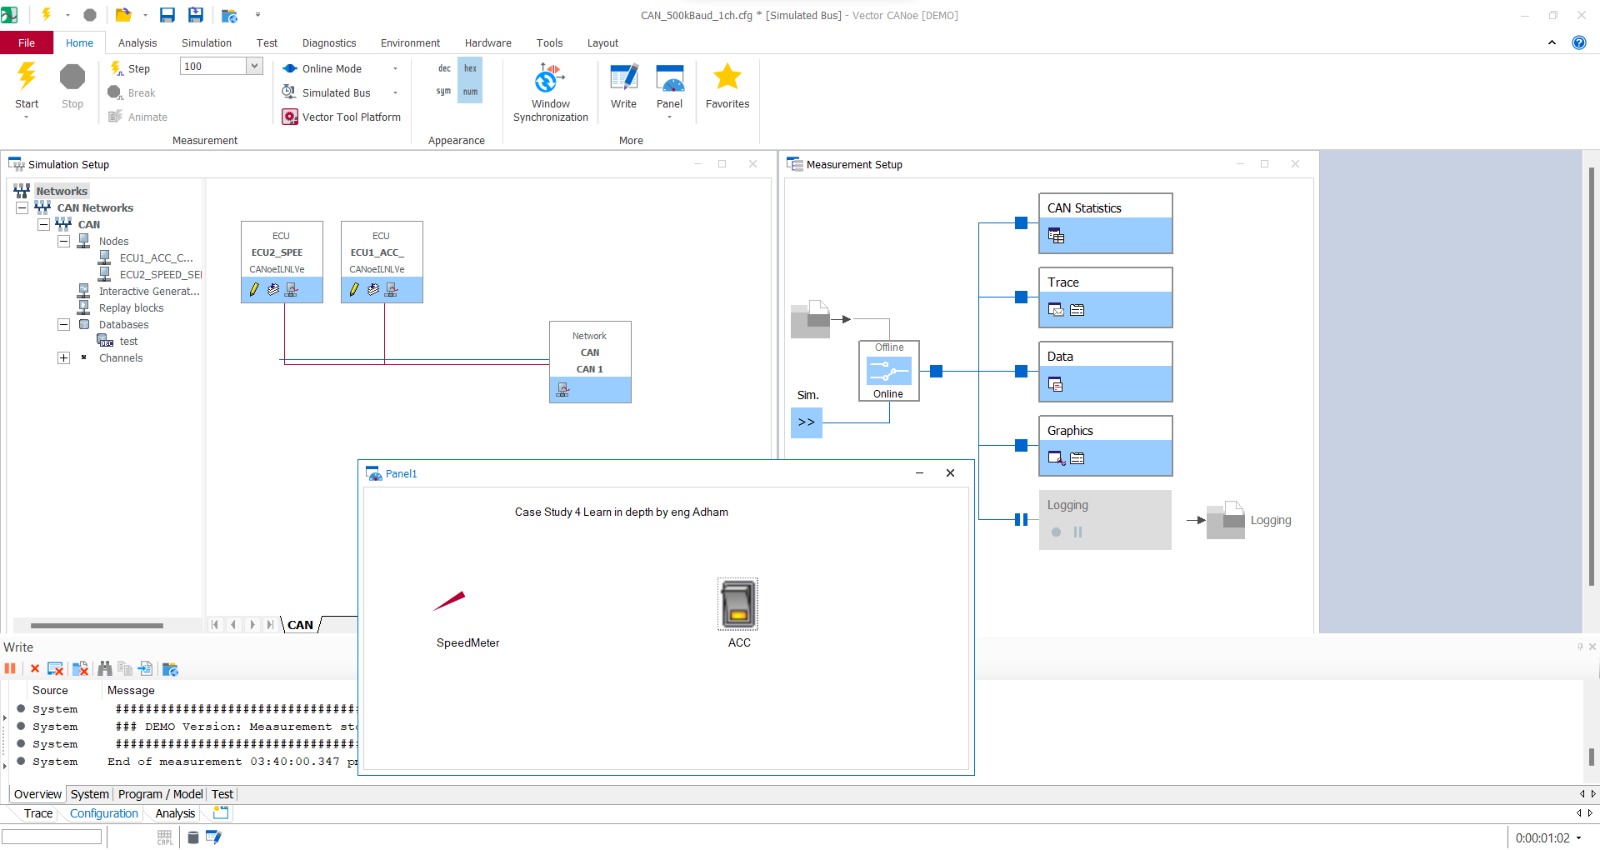 CAN_500kBaud_1ch.cfg * [Simulated Bus] - Vector CANoe [DEMO]
File Home Analysis Simulation Test Diagnostics Environment Hardware Tools Layout
Start
Stop
Step
Break
Animate
100
Measurement
Online Mode
Simulated Bus
Vector Tool Platform
dec hex
sym num
Appearance
Window
Synchronization
Write
Panel
More
Favorites
Simulation Setup
Networks
CAN Networks
CAN
Nodes
ECU1_ACC_C...
ECU2_SPEED_SE
Interactive Generat...
Replay blocks
Databases
test
Channels
ECU
ECU2_SPEE
CANoeILNLVe
ECU
ECU1_ACC_
CANoeILNLVe
Network
CAN
CAN 1
CAN
Measurement Setup
CAN Statistics
Trace
Data
Graphics
Logging
Logging
Offline
Online
Sim.
>>
Panel1
Case Study 4 Learn in depth by eng Adham
SpeedMeter
ACC
Write
Source Message
System ################################
System ### DEMO Version: Measurement sto
System ################################
System End of measurement 03:40:00.347 pm
Overview System Program / Model Test
Trace Configuration Analysis
CAPL
0:00:01:02